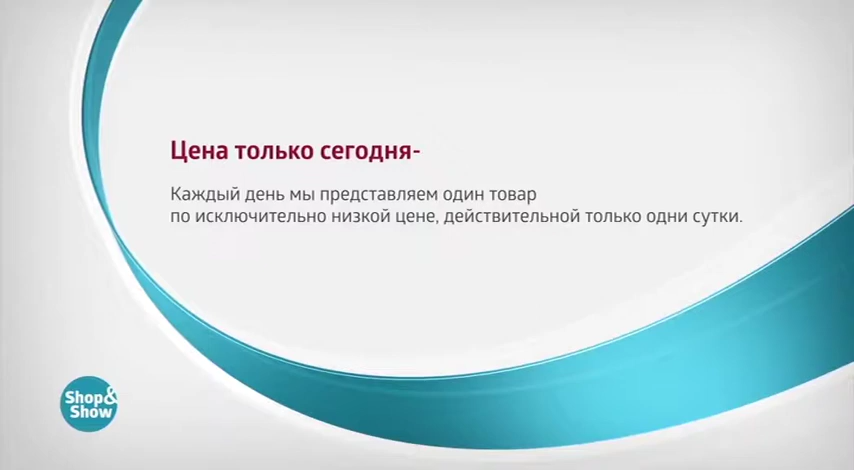 Цена только сегодня-
Каждый день мы представляем один товар
по исключительно низкой цене, действительной только одни сутки.
Shop&
Show